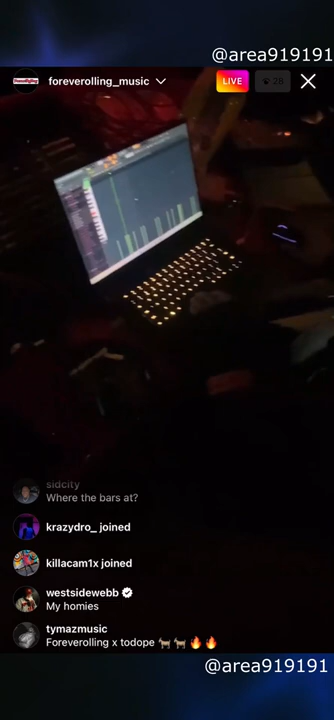 @area919191
foreverolling_music
LIVE
28
sidcity
Where the bars at?
krazydro_ joined
killacam1x joined
westsidewebb
My homies
tymazmusic
Foreverolling x todope 🐐🐐🔥🔥
@area919191